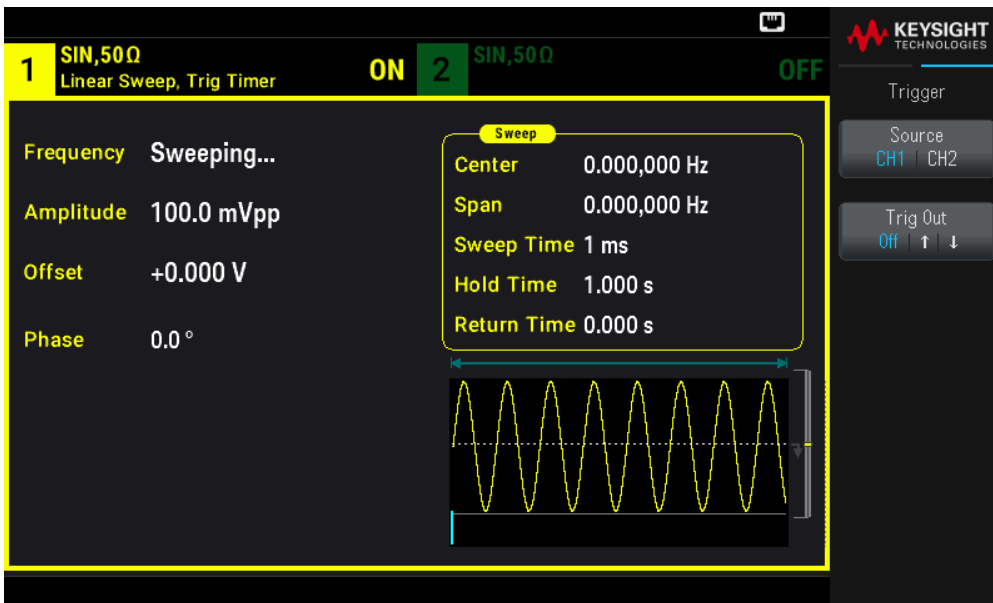 KEYSIGHT
TECHNOLOGIES
1
SIN,50Ω
Linear Sweep, Trig Timer
ON
2
SIN,50Ω
OFF
Trigger
Frequency Sweeping...
Amplitude 100.0 mVpp
Offset +0.000 V
Phase 0.0 °
Sweep
Center 0.000,000 Hz
Span 0.000,000 Hz
Sweep Time 1 ms
Hold Time 1.000 s
Return Time 0.000 s
Source
CH1 | CH2
Trig Out
Off | ↑ | ↓